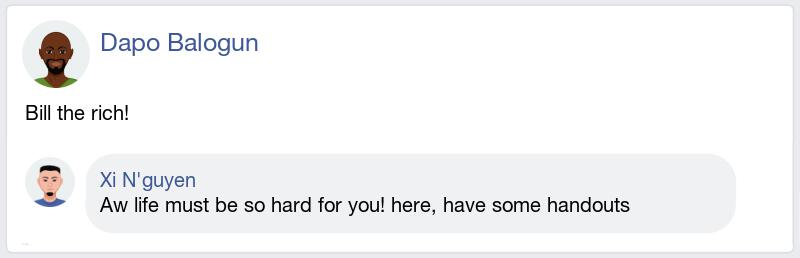 Dapo Balogun
Bill the rich!
Xi N'guyen
Aw life must be so hard for you! here, have some handouts